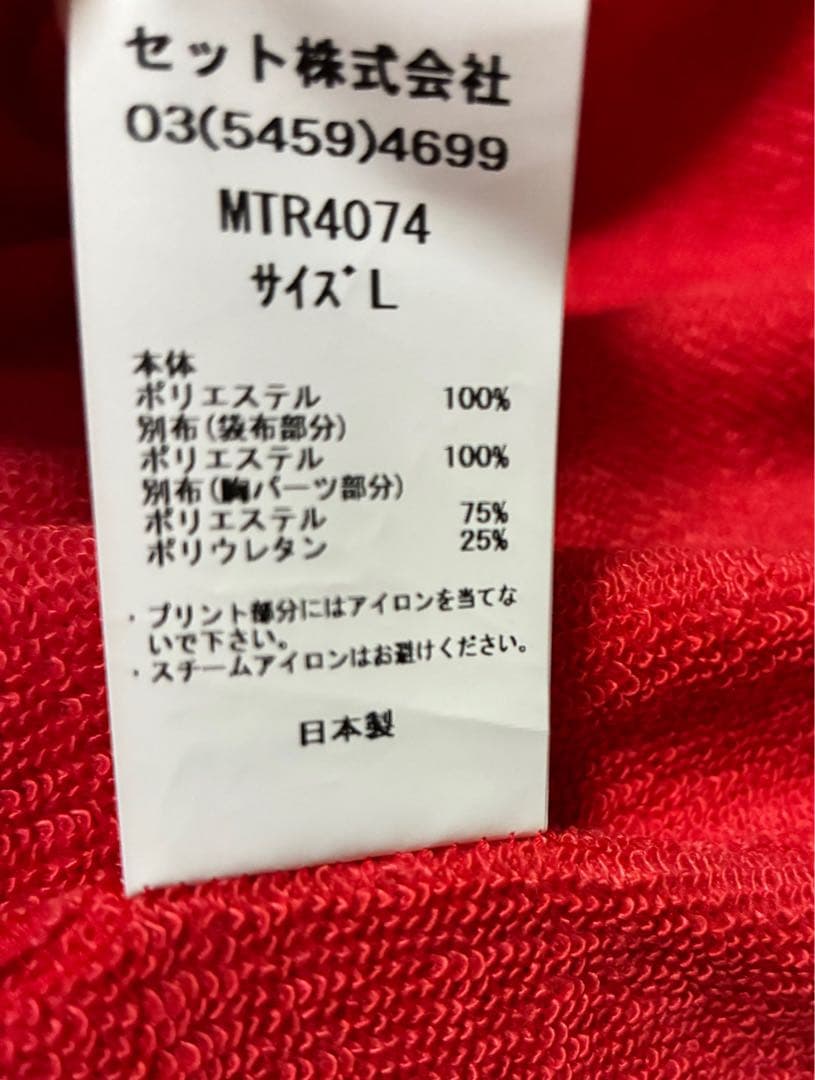 セット株式会社
03(5459)4699
MTR4074
サイズ L
本体
ポリエステル 100%
別布(袋布部分)
ポリエステル 100%
別布(胸パーツ部分)
ポリエステル 75%
ポリウレタン 25%
・プリント部分にはアイロンを当てな
いで下さい。
・スチームアイロンはお避けください。
日本製